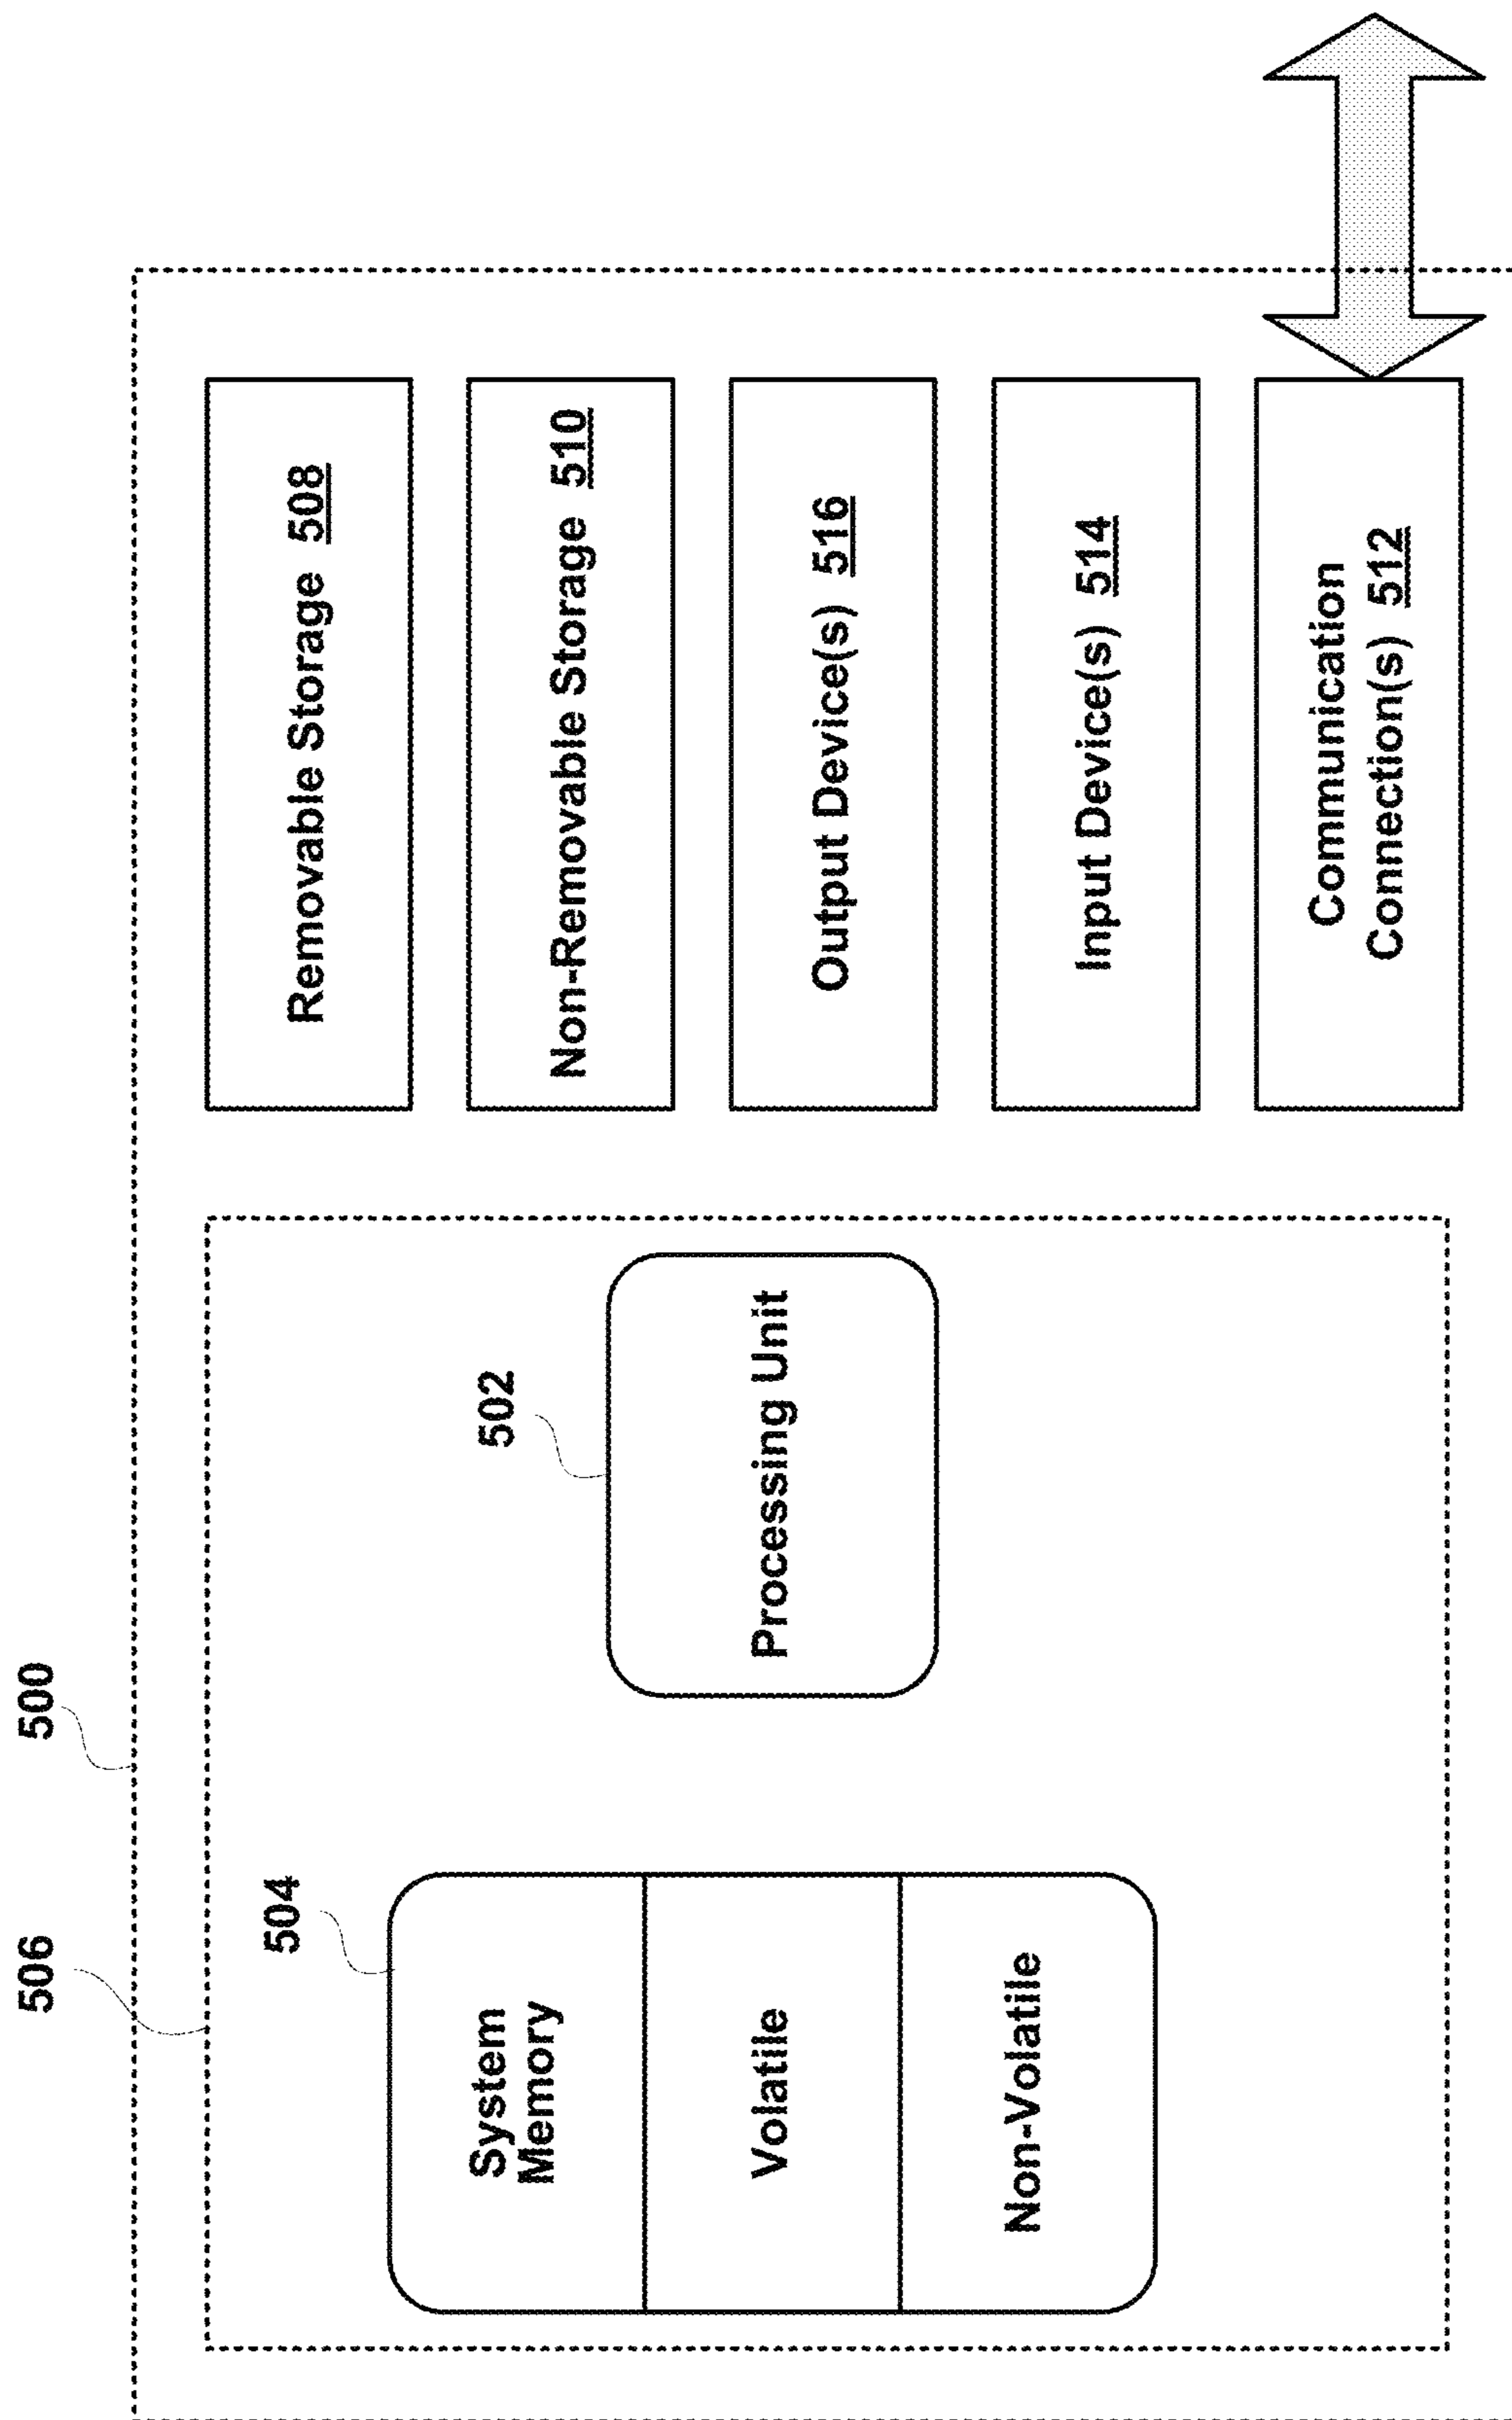 500
506
504
System
Memory
Volatile
Non-Volatile
502
Processing Unit
Removable Storage 508
Non-Removable Storage 510
Output Device(s) 516
Input Device(s) 514
Communication
Connection(s) 512